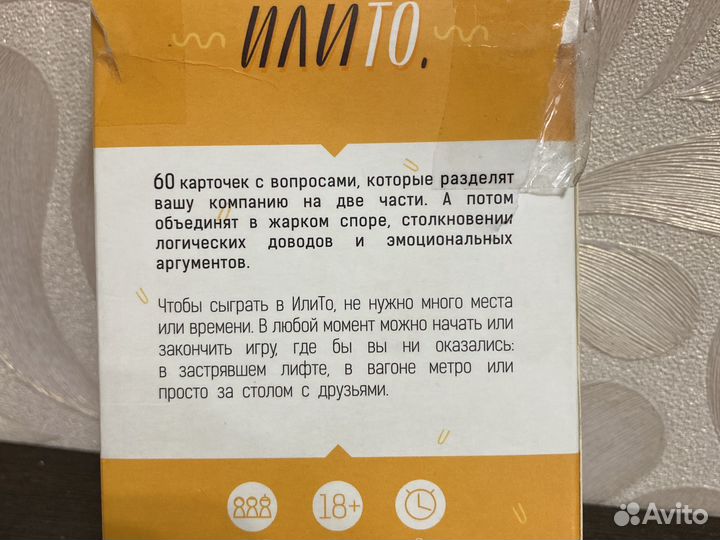 ИЛИТО.
60 карточек с вопросами, которые разделят
вашу компанию на две части. А потом
объединят в жарком споре, столкновении
логических доводов и эмоциональных
аргументов.
Чтобы сыграть в ИлиТо, не нужно много места
или времени. В любой момент можно начать или
закончить игру, где бы вы ни оказались:
в застрявшем лифте, в вагоне метро или
просто за столом с друзьями.
18+
Avito